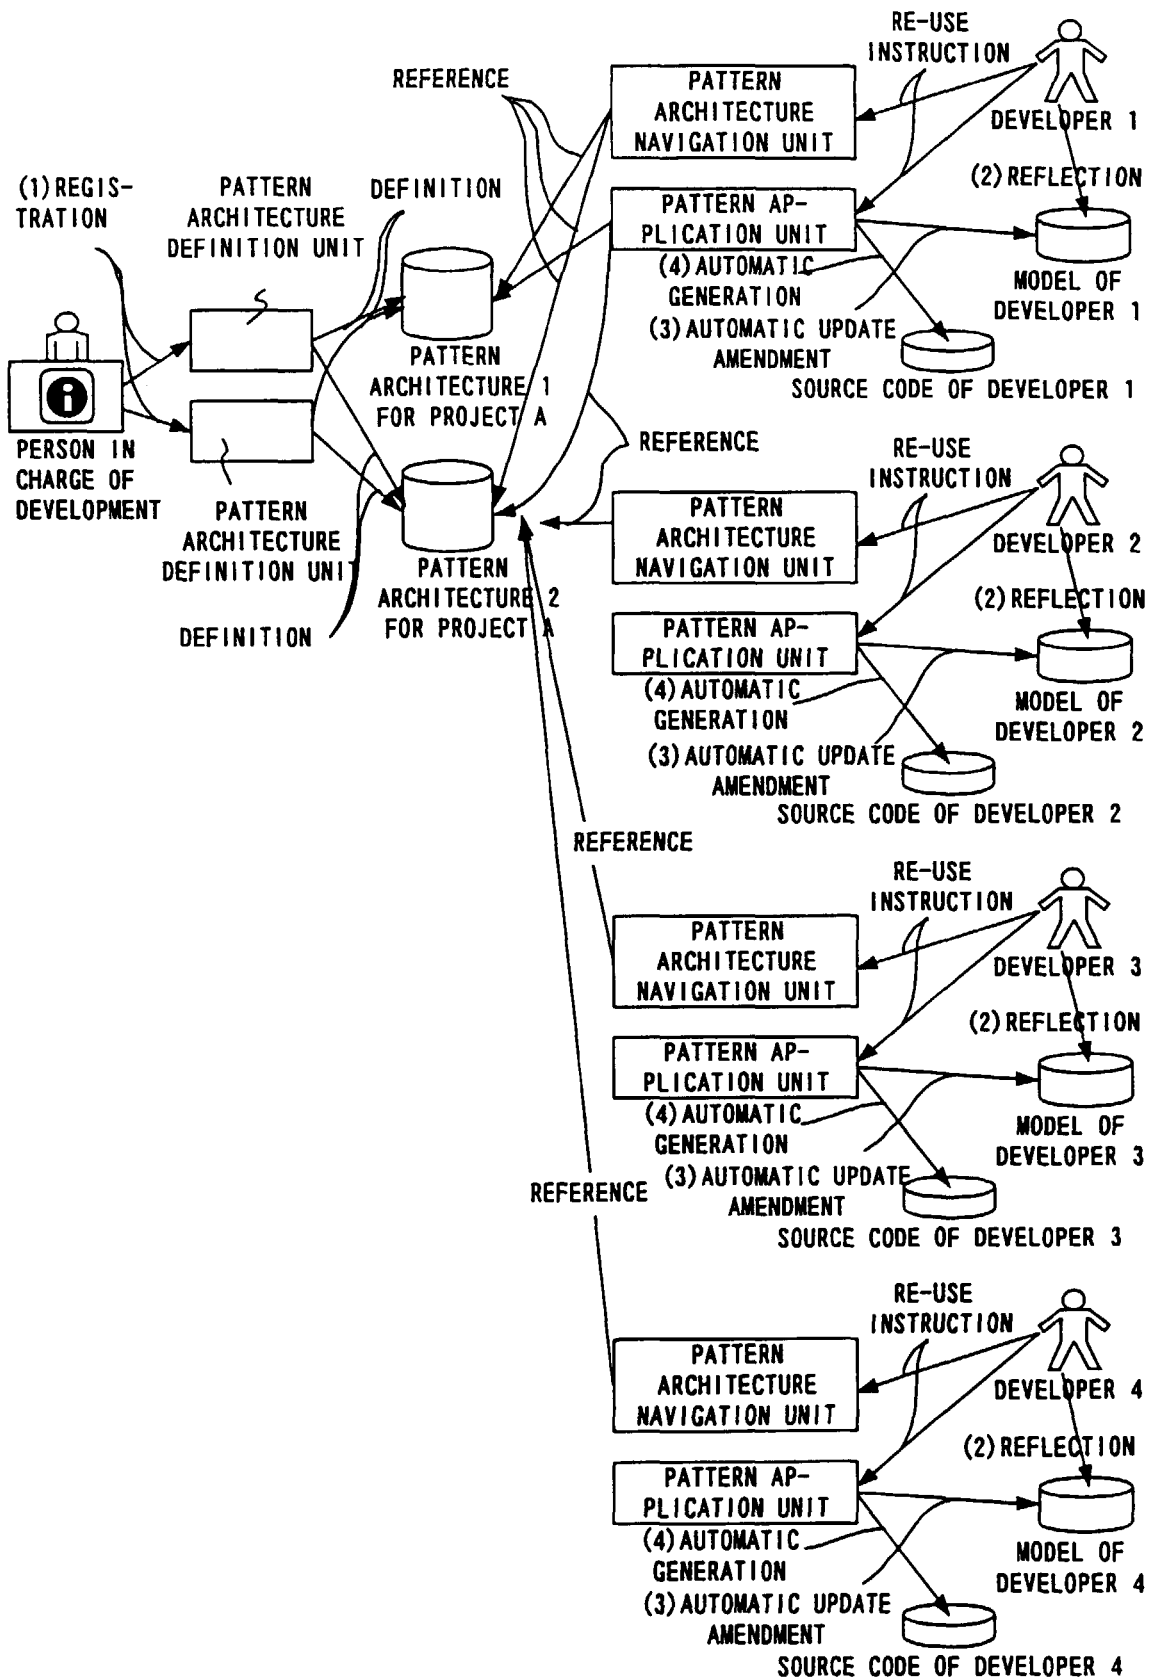 RE-USE
INSTRUCTION
REFERENCE
PATTERN
ARCHITECTURE
NAVIGATION UNIT
DEVELOPER 1
(1)REGIS-
TRATION
PATTERN
ARCHITECTURE
DEFINITION UNIT
DEFINITION
(2)REFLECTION
PATTERN AP-
PLICATION UNIT
(4)AUTOMATIC
GENERATION
MODEL OF
DEVELOPER 1
(3)AUTOMATIC UPDATE
AMENDMENT
SOURCE CODE OF DEVELOPER 1
PATTERN
ARCHITECTURE 1
FOR PROJECT A
i
PERSON IN
CHARGE OF
DEVELOPMENT
PATTERN
ARCHITECTURE
DEFINITION UNIT
DEFINITION
PATTERN
ARCHITECTURE 2
FOR PROJECT A
REFERENCE
RE-USE
INSTRUCTION
PATTERN
ARCHITECTURE
NAVIGATION UNIT
DEVELOPER 2
(2)REFLECTION
PATTERN AP-
PLICATION UNIT
(4)AUTOMATIC
GENERATION
MODEL OF
DEVELOPER 2
(3)AUTOMATIC UPDATE
AMENDMENT
SOURCE CODE OF DEVELOPER 2
REFERENCE
RE-USE
INSTRUCTION
PATTERN
ARCHITECTURE
NAVIGATION UNIT
DEVELOPER 3
(2)REFLECTION
PATTERN AP-
PLICATION UNIT
(4)AUTOMATIC
GENERATION
MODEL OF
DEVELOPER 3
(3)AUTOMATIC UPDATE
AMENDMENT
SOURCE CODE OF DEVELOPER 3
REFERENCE
RE-USE
INSTRUCTION
PATTERN
ARCHITECTURE
NAVIGATION UNIT
DEVELOPER 4
(2)REFLECTION
PATTERN AP-
PLICATION UNIT
(4)AUTOMATIC
GENERATION
MODEL OF
DEVELOPER 4
(3)AUTOMATIC UPDATE
AMENDMENT
SOURCE CODE OF DEVELOPER 4